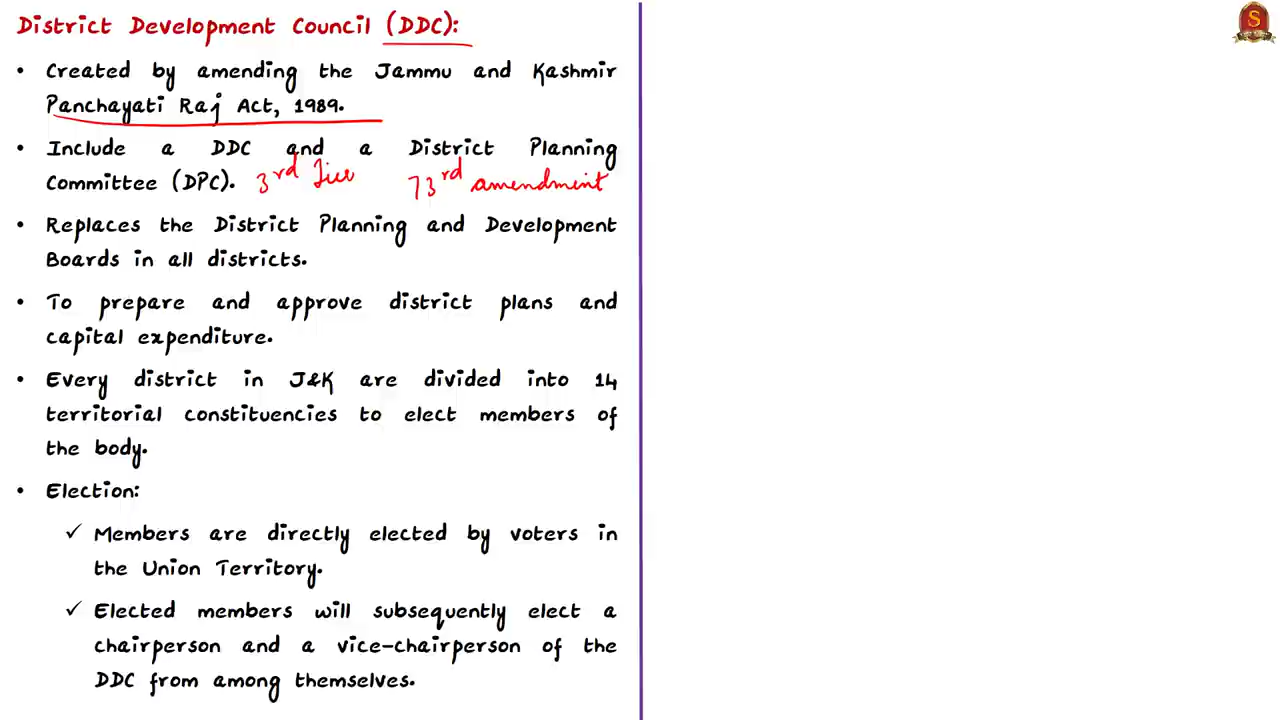 District Development Council (DDC):
• Created by amending the Jammu and Kashmir
Panchayati Raj Act, 1989.
• Include a DDC and a District Planning
Committee (DPC). 3rd Tier 73rd amendment
• Replaces the District Planning and Development
Boards in all districts.
• To prepare and approve district plans and
capital expenditure.
• Every district in J&K are divided into 14
territorial constituencies to elect members of
the body.
• Election:
✓ Members are directly elected by voters in
the Union Territory.
✓ Elected members will subsequently elect a
chairperson and a vice-chairperson of the
DDC from among themselves.
S